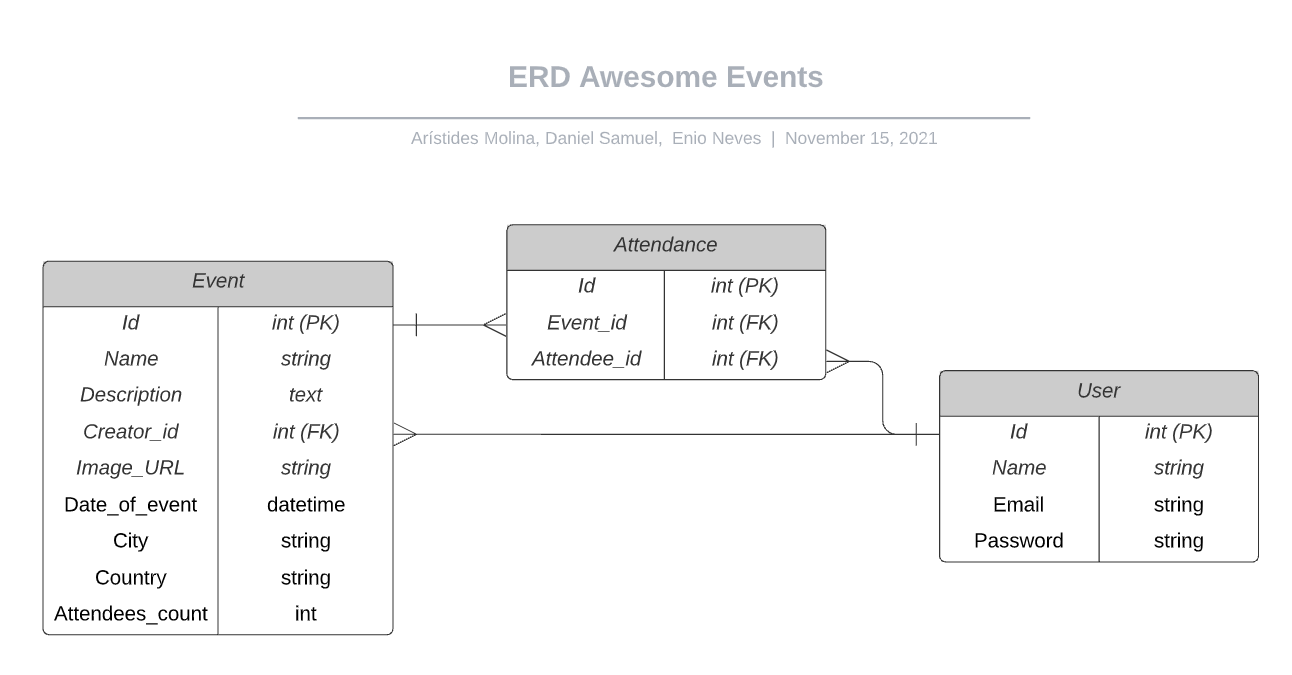 ERD Awesome Events
Arístides Molina, Daniel Samuel, Enio Neves | November 15, 2021
Event
Id int (PK)
Name string
Description text
Creator_id int (FK)
Image_URL string
Date_of_event datetime
City string
Country string
Attendees_count int
Attendance
Id int (PK)
Event_id int (FK)
Attendee_id int (FK)
User
Id int (PK)
Name string
Email string
Password string